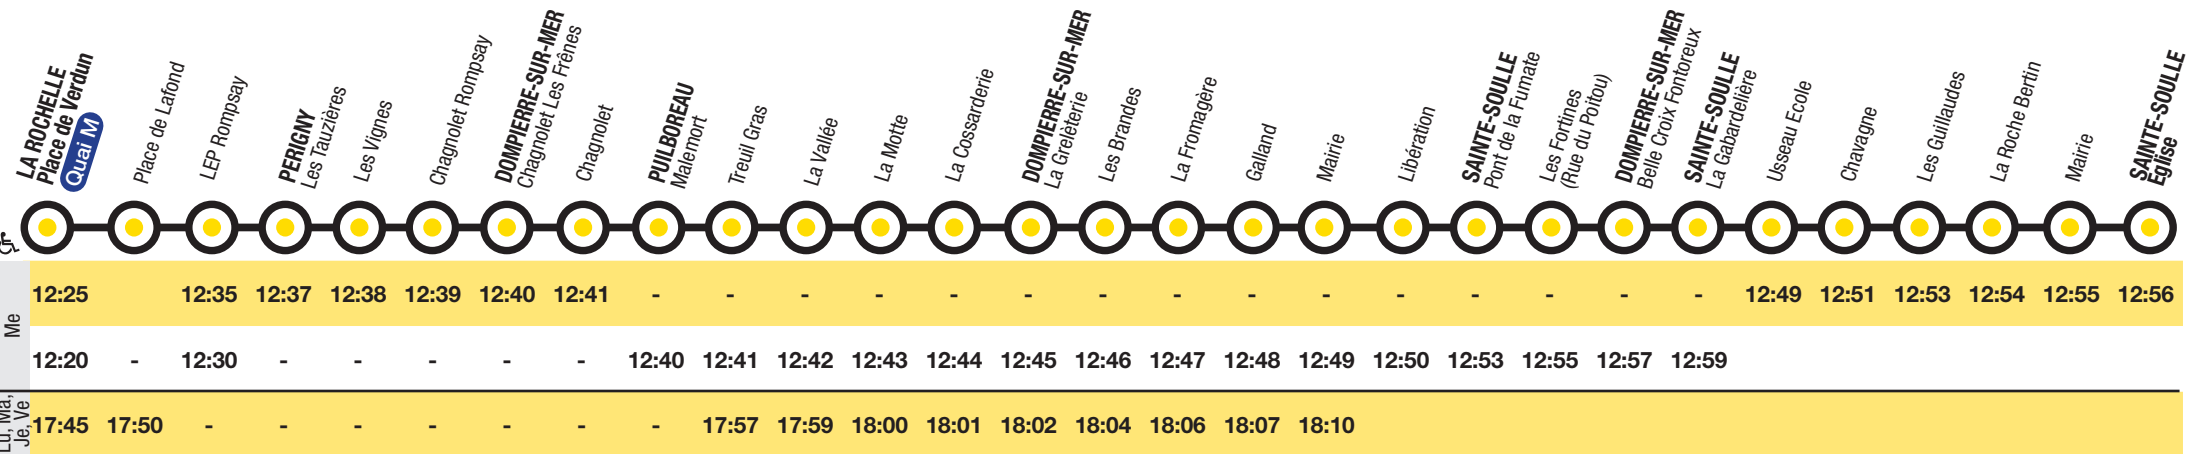 LA ROCHELLE
Place de Verdun
Quai M
Place de Lafond
LEP Rompsay
PERIGNY
Les Tauzières
Les Vignes
Chagnolet Rompsay
DOMPIERRE-SUR-MER
Chagnolet Les Frênes
Chagnolet
PUILBOREAU
Malemort
Treuil Gras
La Vallée
La Motte
La Cossarderie
DOMPIERRE-SUR-MER
La Grelèterie
Les Brandes
La Fromagère
Galland
Mairie
Libération
SAINTE-SOULLE
Pont de la Fumate
Les Fortines
(Rue du Poitou)
DOMPIERRE-SUR-MER
Belle Croix Fontoreux
SAINTE-SOULLE
La Gabardelière
Usseau Ecole
Chavagne
Les Guillaudes
La Roche Bertin
Mairie
SAINTE-SOULLE
Eglise
Me
12:25 12:35 12:37 12:38 12:39 12:40 12:41 - - - - - - - - - - - - - - - 12:49 12:51 12:53 12:54 12:55 12:56
12:20 - 12:30 - - - - - 12:40 12:41 12:42 12:43 12:44 12:45 12:46 12:47 12:48 12:49 12:50 12:53 12:55 12:57 12:59
Lu, Ma,
Je, Ve
17:45 17:50 - - - - - - - 17:57 17:59 18:00 18:01 18:02 18:04 18:06 18:07 18:10